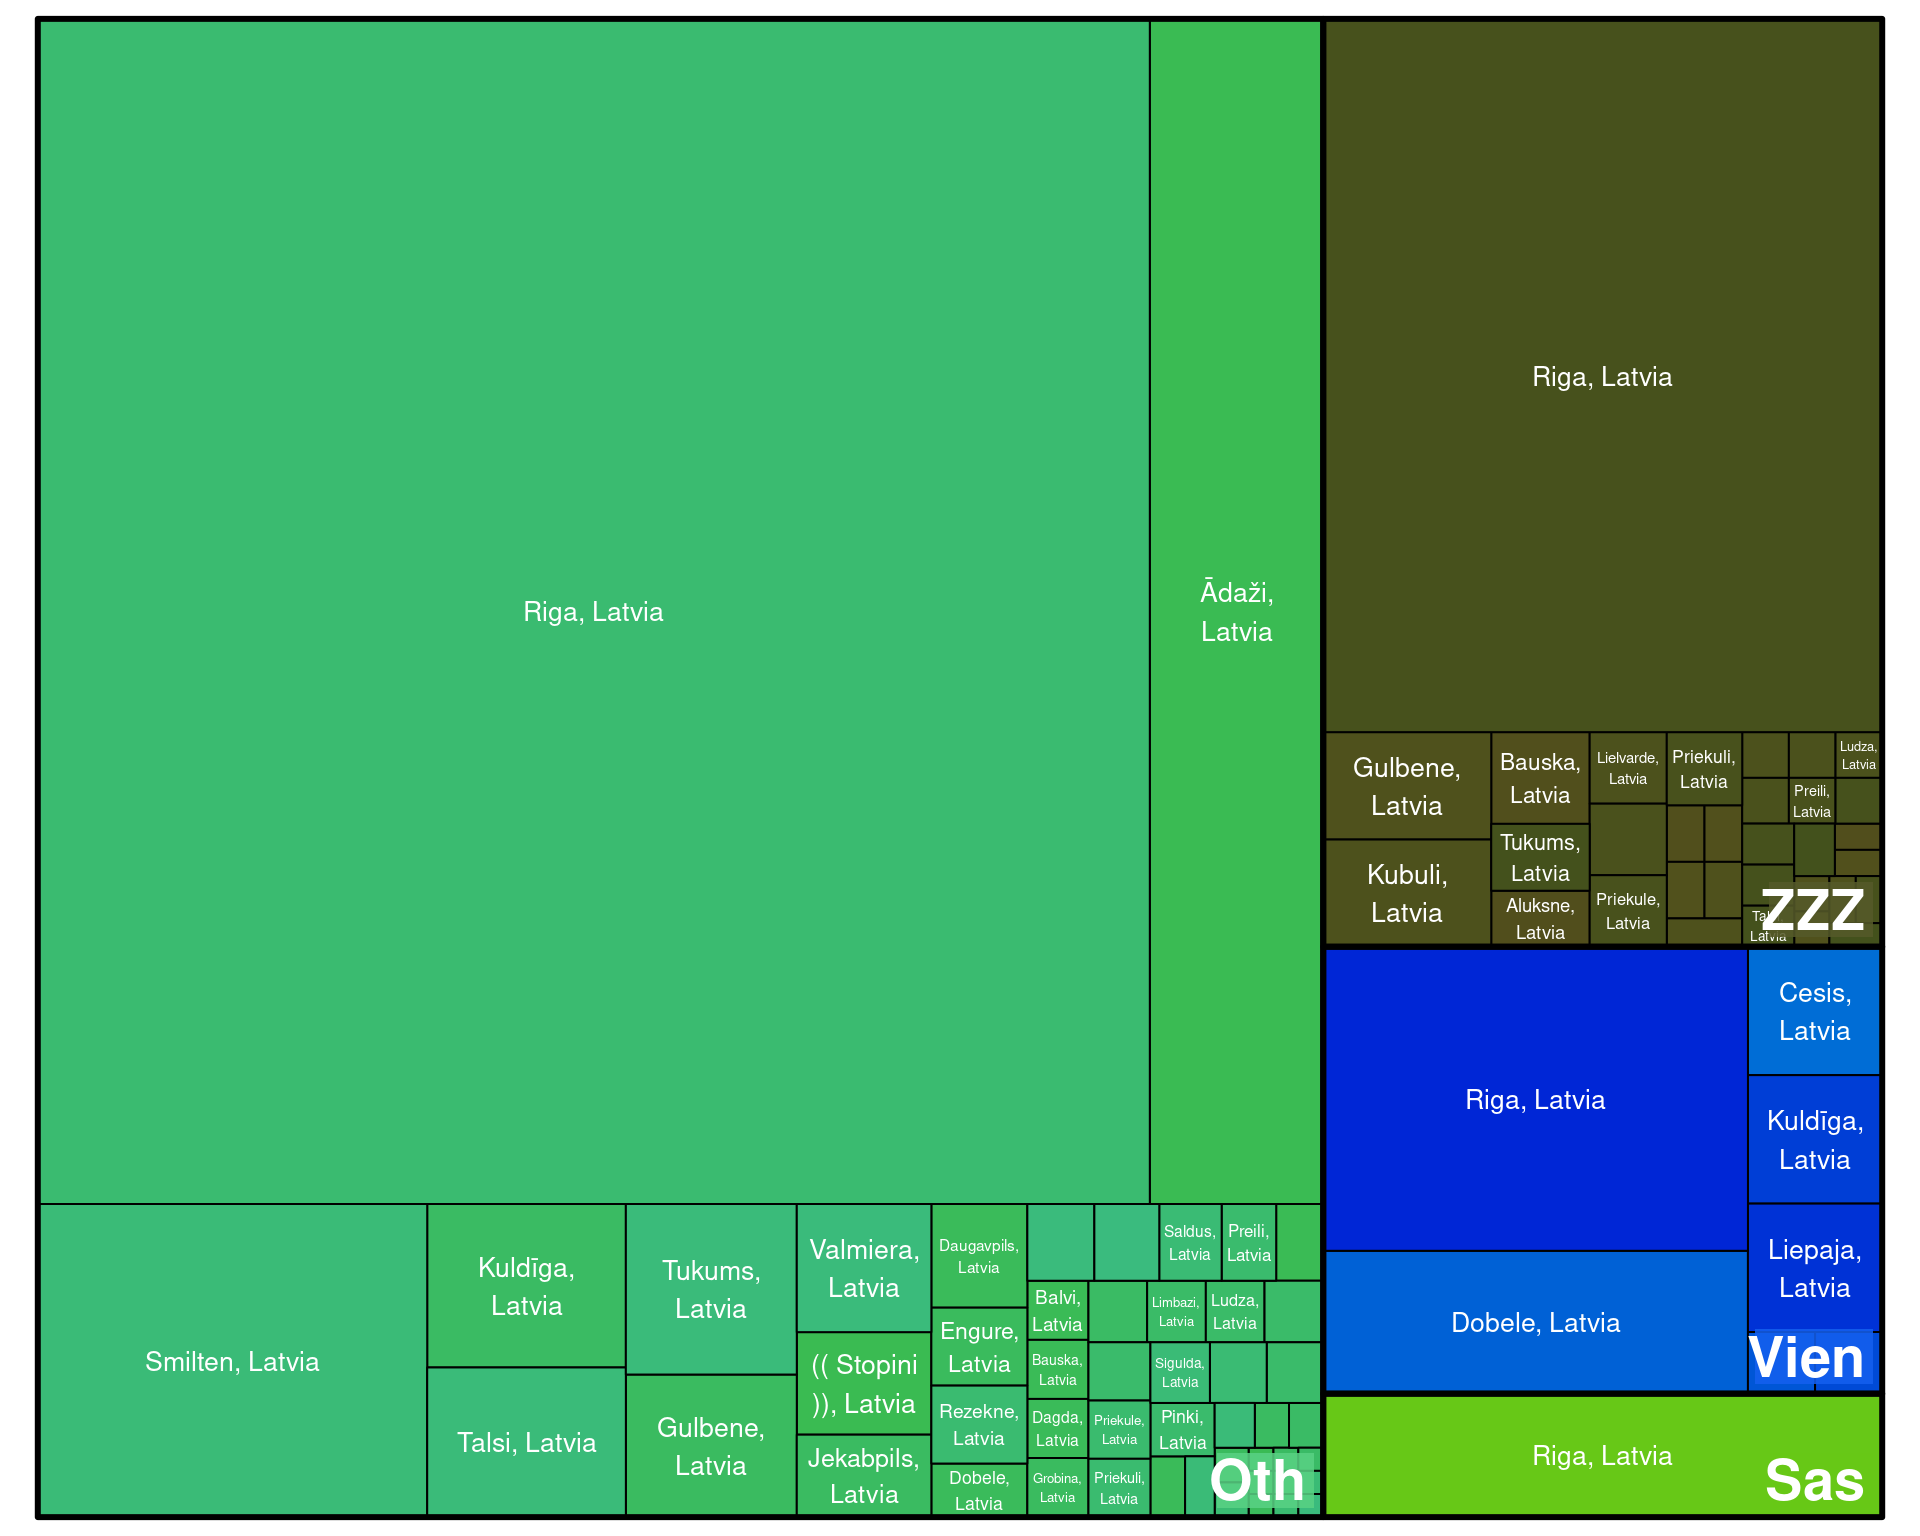 Riga, Latvia
Ādaži,
Latvia
Smilten, Latvia
Kuldīga,
Latvia
Talsi, Latvia
Tukums,
Latvia
Gulbene,
Latvia
Valmiera,
Latvia
(( Stopini
)), Latvia
Jekabpils,
Latvia
Daugavpils,
Latvia
Engure,
Latvia
Rezekne,
Latvia
Dobele,
Latvia
Saldus,
Latvia
Preili,
Latvia
Balvi,
Latvia
Limbazi,
Latvia
Ludza,
Latvia
Bauska,
Latvia
Sigulda,
Latvia
Dagda,
Latvia
Priekule,
Latvia
Pinki,
Latvia
Grobina,
Latvia
Priekuli,
Latvia
Oth
Riga, Latvia
Gulbene,
Latvia
Kubuli,
Latvia
Bauska,
Latvia
Tukums,
Latvia
Aluksne,
Latvia
Lielvarde,
Latvia
Priekule,
Latvia
Priekuli,
Latvia
Ludza,
Latvia
Preili,
Latvia
Latvia
ZZZ
Riga, Latvia
Dobele, Latvia
Cesis,
Latvia
Kuldīga,
Latvia
Liepaja,
Latvia
Vien
Riga, Latvia
Sas